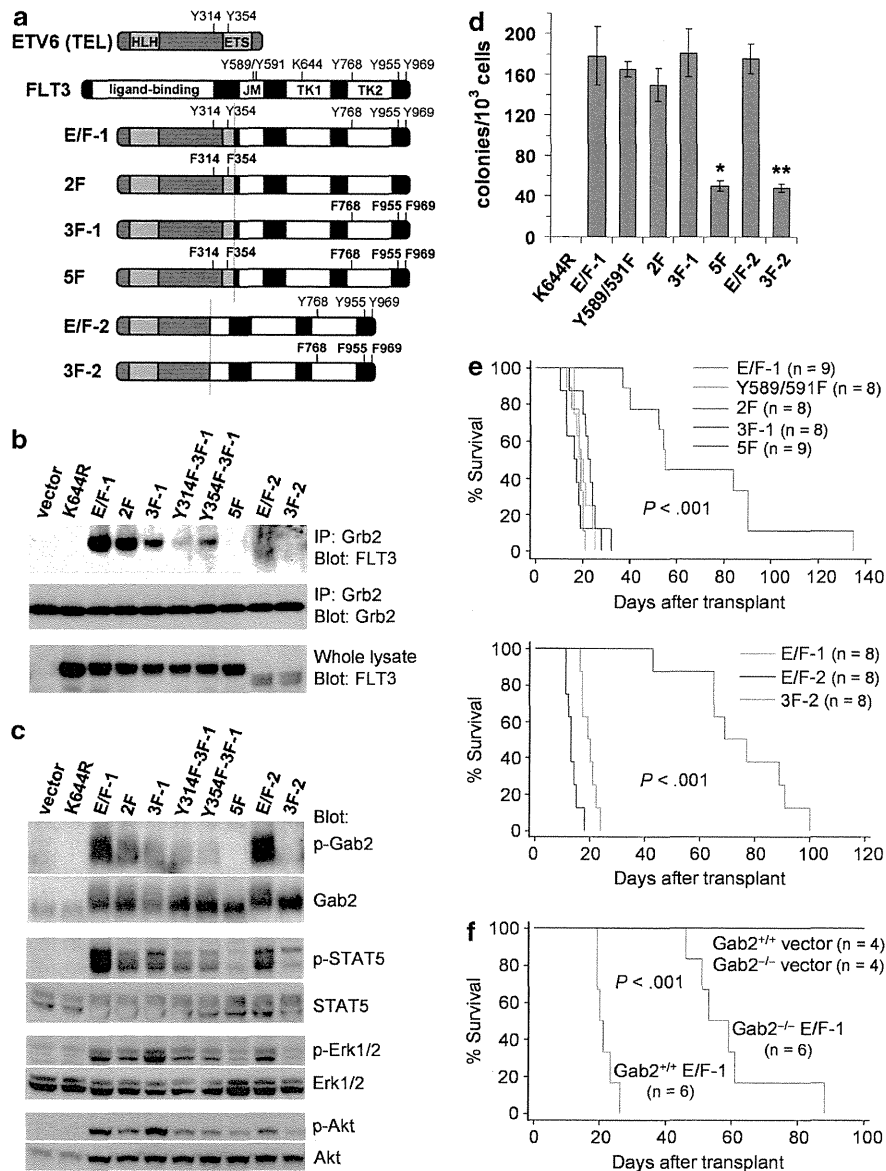 a
Y314 Y354
ETV6 (TEL) HLH ETS
Y589/Y591 K644 Y768 Y955 Y969
FLT3 ligand-binding JM TK1 TK2
Y314 Y354 Y768 Y955 Y969
E/F-1
F314 F354
2F
F768 F955 F969
3F-1
F314 F354 F768 F955 F969
5F
Y768 Y955 Y969
E/F-2
F768 F955 F969
3F-2
b
vector K644R E/F-1 2F 3F-1 Y314F-3F-1 Y354F-3F-1 5F E/F-2 3F-2
IP: Grb2
Blot: FLT3
IP: Grb2
Blot: Grb2
Whole lysate
Blot: FLT3
c
vector K644R E/F-1 2F 3F-1 Y314F-3F-1 Y354F-3F-1 5F E/F-2 3F-2
Blot:
p-Gab2
Gab2
p-STAT5
STAT5
p-Erk1/2
Erk1/2
p-Akt
Akt
d
colonies/10³ cells
200
160
120
80
40
0
* **
K644R E/F-1 Y589/591F 2F 3F-1 5F E/F-2 3F-2
e
% Survival
100
80
60
40
20
0
E/F-1 (n = 9)
Y589/591F (n = 8)
2F (n = 8)
3F-1 (n = 8)
5F (n = 9)
P < .001
0 20 40 60 80 100 120 140
Days after transplant
% Survival
100
80
60
40
20
0
E/F-1 (n = 8)
E/F-2 (n = 8)
3F-2 (n = 8)
P < .001
0 20 40 60 80 100
Days after transplant
f
% Survival
100
80
60
40
20
0
Gab2+/+ vector (n = 4)
Gab2−/− vector (n = 4)
P < .001
Gab2−/− E/F-1
(n = 6)
Gab2+/+ E/F-1
(n = 6)
0 20 40 60 80 100
Days after transplant